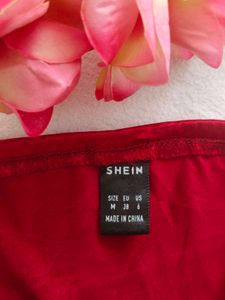 SHEIN
SIZE EU US
M 38 6
MADE IN CHINA